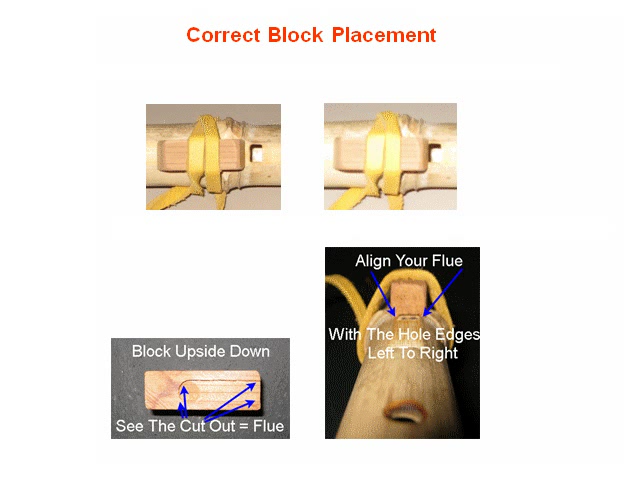 Correct Block Placement
Align Your Flue
With The Hole Edges
Left To Right
Block Upside Down
See The Cut Out = Flue